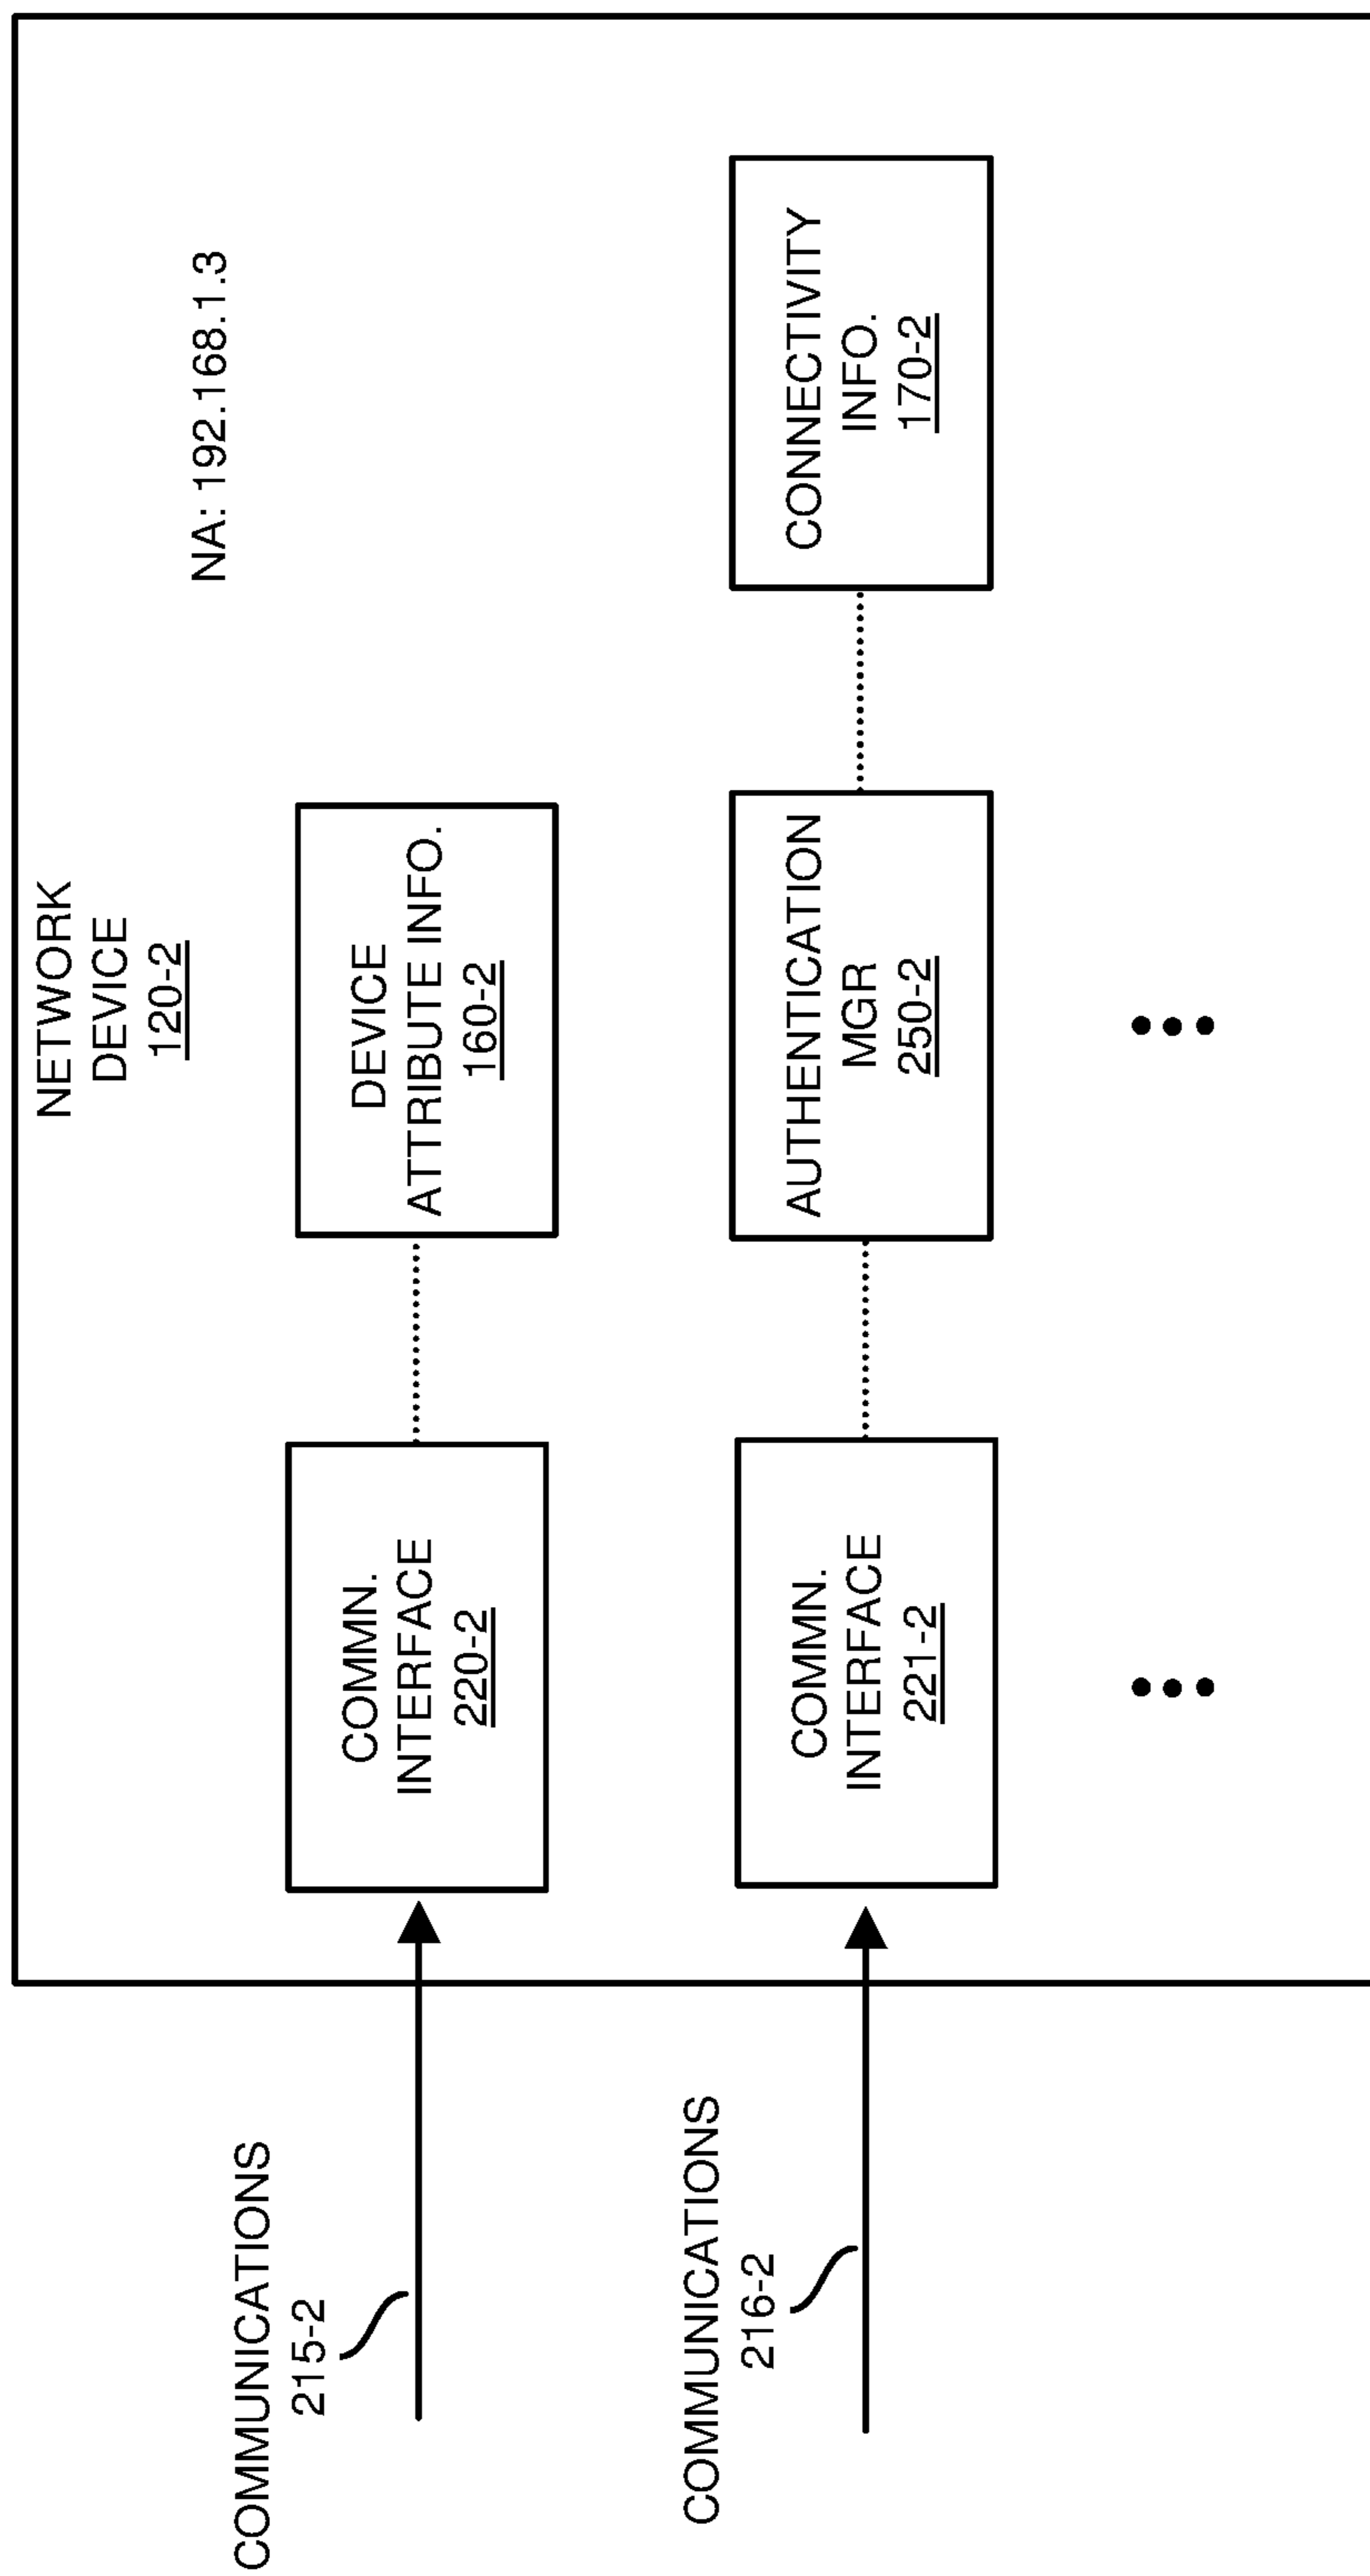 NETWORK
DEVICE
120-2
NA: 192.168.1.3
COMMUNICATIONS
215-2
COMMN.
INTERFACE
220-2
DEVICE
ATTRIBUTE INFO.
160-2
COMMUNICATIONS
216-2
COMMN.
INTERFACE
221-2
AUTHENTICATION
MGR
250-2
CONNECTIVITY
INFO.
170-2